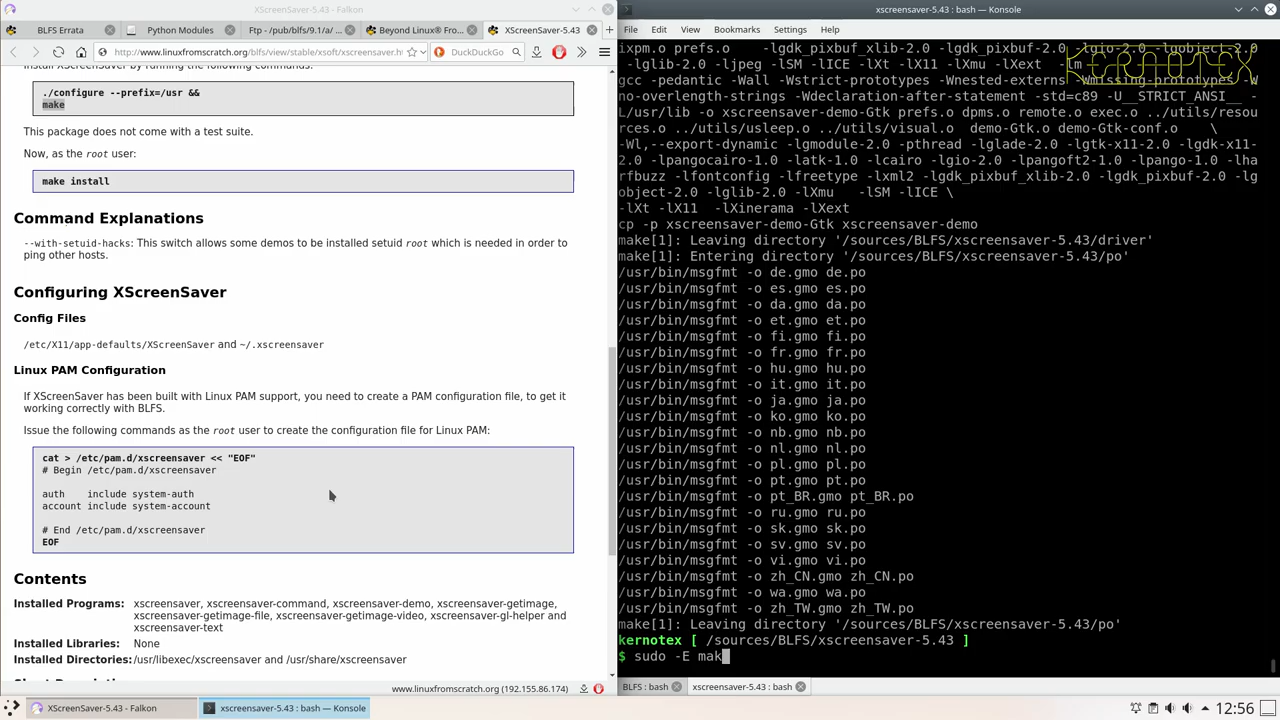 XScreenSaver-5.43 - Falkon
BLFS Errata
Python Modules
Ftp - /pub/blfs/9.1/a/ ...
Beyond Linux® Fro...
XScreenSaver-5.43
http://www.linuxfromscratch.org/blfs/view/stable/xsoft/xscreensaver.h
DuckDuckGo
Install XScreenSaver by running the following commands:
./configure --prefix=/usr &&
make
This package does not come with a test suite.
Now, as the root user:
make install
Command Explanations
--with-setuid-hacks: This switch allows some demos to be installed setuid root which is needed in order to
ping other hosts.
Configuring XScreenSaver
Config Files
/etc/X11/app-defaults/XScreenSaver and ~/.xscreensaver
Linux PAM Configuration
If XScreenSaver has been built with Linux PAM support, you need to create a PAM configuration file, to get it
working correctly with BLFS.
Issue the following commands as the root user to create the configuration file for Linux PAM:
cat > /etc/pam.d/xscreensaver << "EOF"
# Begin /etc/pam.d/xscreensaver
auth    include system-auth
account include system-account
# End /etc/pam.d/xscreensaver
EOF
Contents
Installed Programs: xscreensaver, xscreensaver-command, xscreensaver-demo, xscreensaver-getimage,
xscreensaver-getimage-file, xscreensaver-getimage-video, xscreensaver-gl-helper and
xscreensaver-text
Installed Libraries: None
Installed Directories: /usr/libexec/xscreensaver and /usr/share/xscreensaver
www.linuxfromscratch.org (192.155.86.174)
xscreensaver-5.43 : bash — Konsole
File Edit View Bookmarks Settings Help
ixpm.o prefs.o   -lgdk_pixbuf_xlib-2.0 -lgdk_pixbuf-2.0 -lgio-2.0 -lgobject-2.0
-lglib-2.0 -ljpeg -lSM -lICE -lXt -lX11 -lXmu -lXext -lm
gcc -pedantic -Wall -Wstrict-prototypes -Wnested-externs -Wmissing-prototypes -W
no-overlength-strings -Wdeclaration-after-statement -std=c89 -U__STRICT_ANSI__ -
L/usr/lib -o xscreensaver-demo-Gtk prefs.o dpms.o remote.o exec.o ../utils/resou
rces.o ../utils/usleep.o ../utils/visual.o  demo-Gtk.o demo-Gtk-conf.o    \
-Wl,--export-dynamic -lgmodule-2.0 -pthread -lglade-2.0 -lgtk-x11-2.0 -lgdk-x11-
2.0 -lpangocairo-1.0 -latk-1.0 -lcairo -lgio-2.0 -lpangoft2-1.0 -lpango-1.0 -lha
rfbuzz -lfontconfig -lfreetype -lxml2 -lgdk_pixbuf_xlib-2.0 -lgdk_pixbuf-2.0 -lg
object-2.0 -lglib-2.0 -lXmu   -lSM -lICE \
-lXt -lX11 -lXinerama -lXext
cp -p xscreensaver-demo-Gtk xscreensaver-demo
make[1]: Leaving directory '/sources/BLFS/xscreensaver-5.43/driver'
make[1]: Entering directory '/sources/BLFS/xscreensaver-5.43/po'
/usr/bin/msgfmt -o de.gmo de.po
/usr/bin/msgfmt -o es.gmo es.po
/usr/bin/msgfmt -o da.gmo da.po
/usr/bin/msgfmt -o et.gmo et.po
/usr/bin/msgfmt -o fi.gmo fi.po
/usr/bin/msgfmt -o fr.gmo fr.po
/usr/bin/msgfmt -o hu.gmo hu.po
/usr/bin/msgfmt -o it.gmo it.po
/usr/bin/msgfmt -o ja.gmo ja.po
/usr/bin/msgfmt -o ko.gmo ko.po
/usr/bin/msgfmt -o nb.gmo nb.po
/usr/bin/msgfmt -o nl.gmo nl.po
/usr/bin/msgfmt -o pl.gmo pl.po
/usr/bin/msgfmt -o pt.gmo pt.po
/usr/bin/msgfmt -o pt_BR.gmo pt_BR.po
/usr/bin/msgfmt -o ru.gmo ru.po
/usr/bin/msgfmt -o sk.gmo sk.po
/usr/bin/msgfmt -o sv.gmo sv.po
/usr/bin/msgfmt -o vi.gmo vi.po
/usr/bin/msgfmt -o zh_CN.gmo zh_CN.po
/usr/bin/msgfmt -o wa.gmo wa.po
/usr/bin/msgfmt -o zh_TW.gmo zh_TW.po
make[1]: Leaving directory '/sources/BLFS/xscreensaver-5.43/po'
kernotex [ /sources/BLFS/xscreensaver-5.43 ]
$ sudo -E mak
KERNOTEX
BLFS : bash
xscreensaver-5.43 : bash
XScreenSaver-5.43 - Falkon
xscreensaver-5.43 : bash — Konsole
12:56